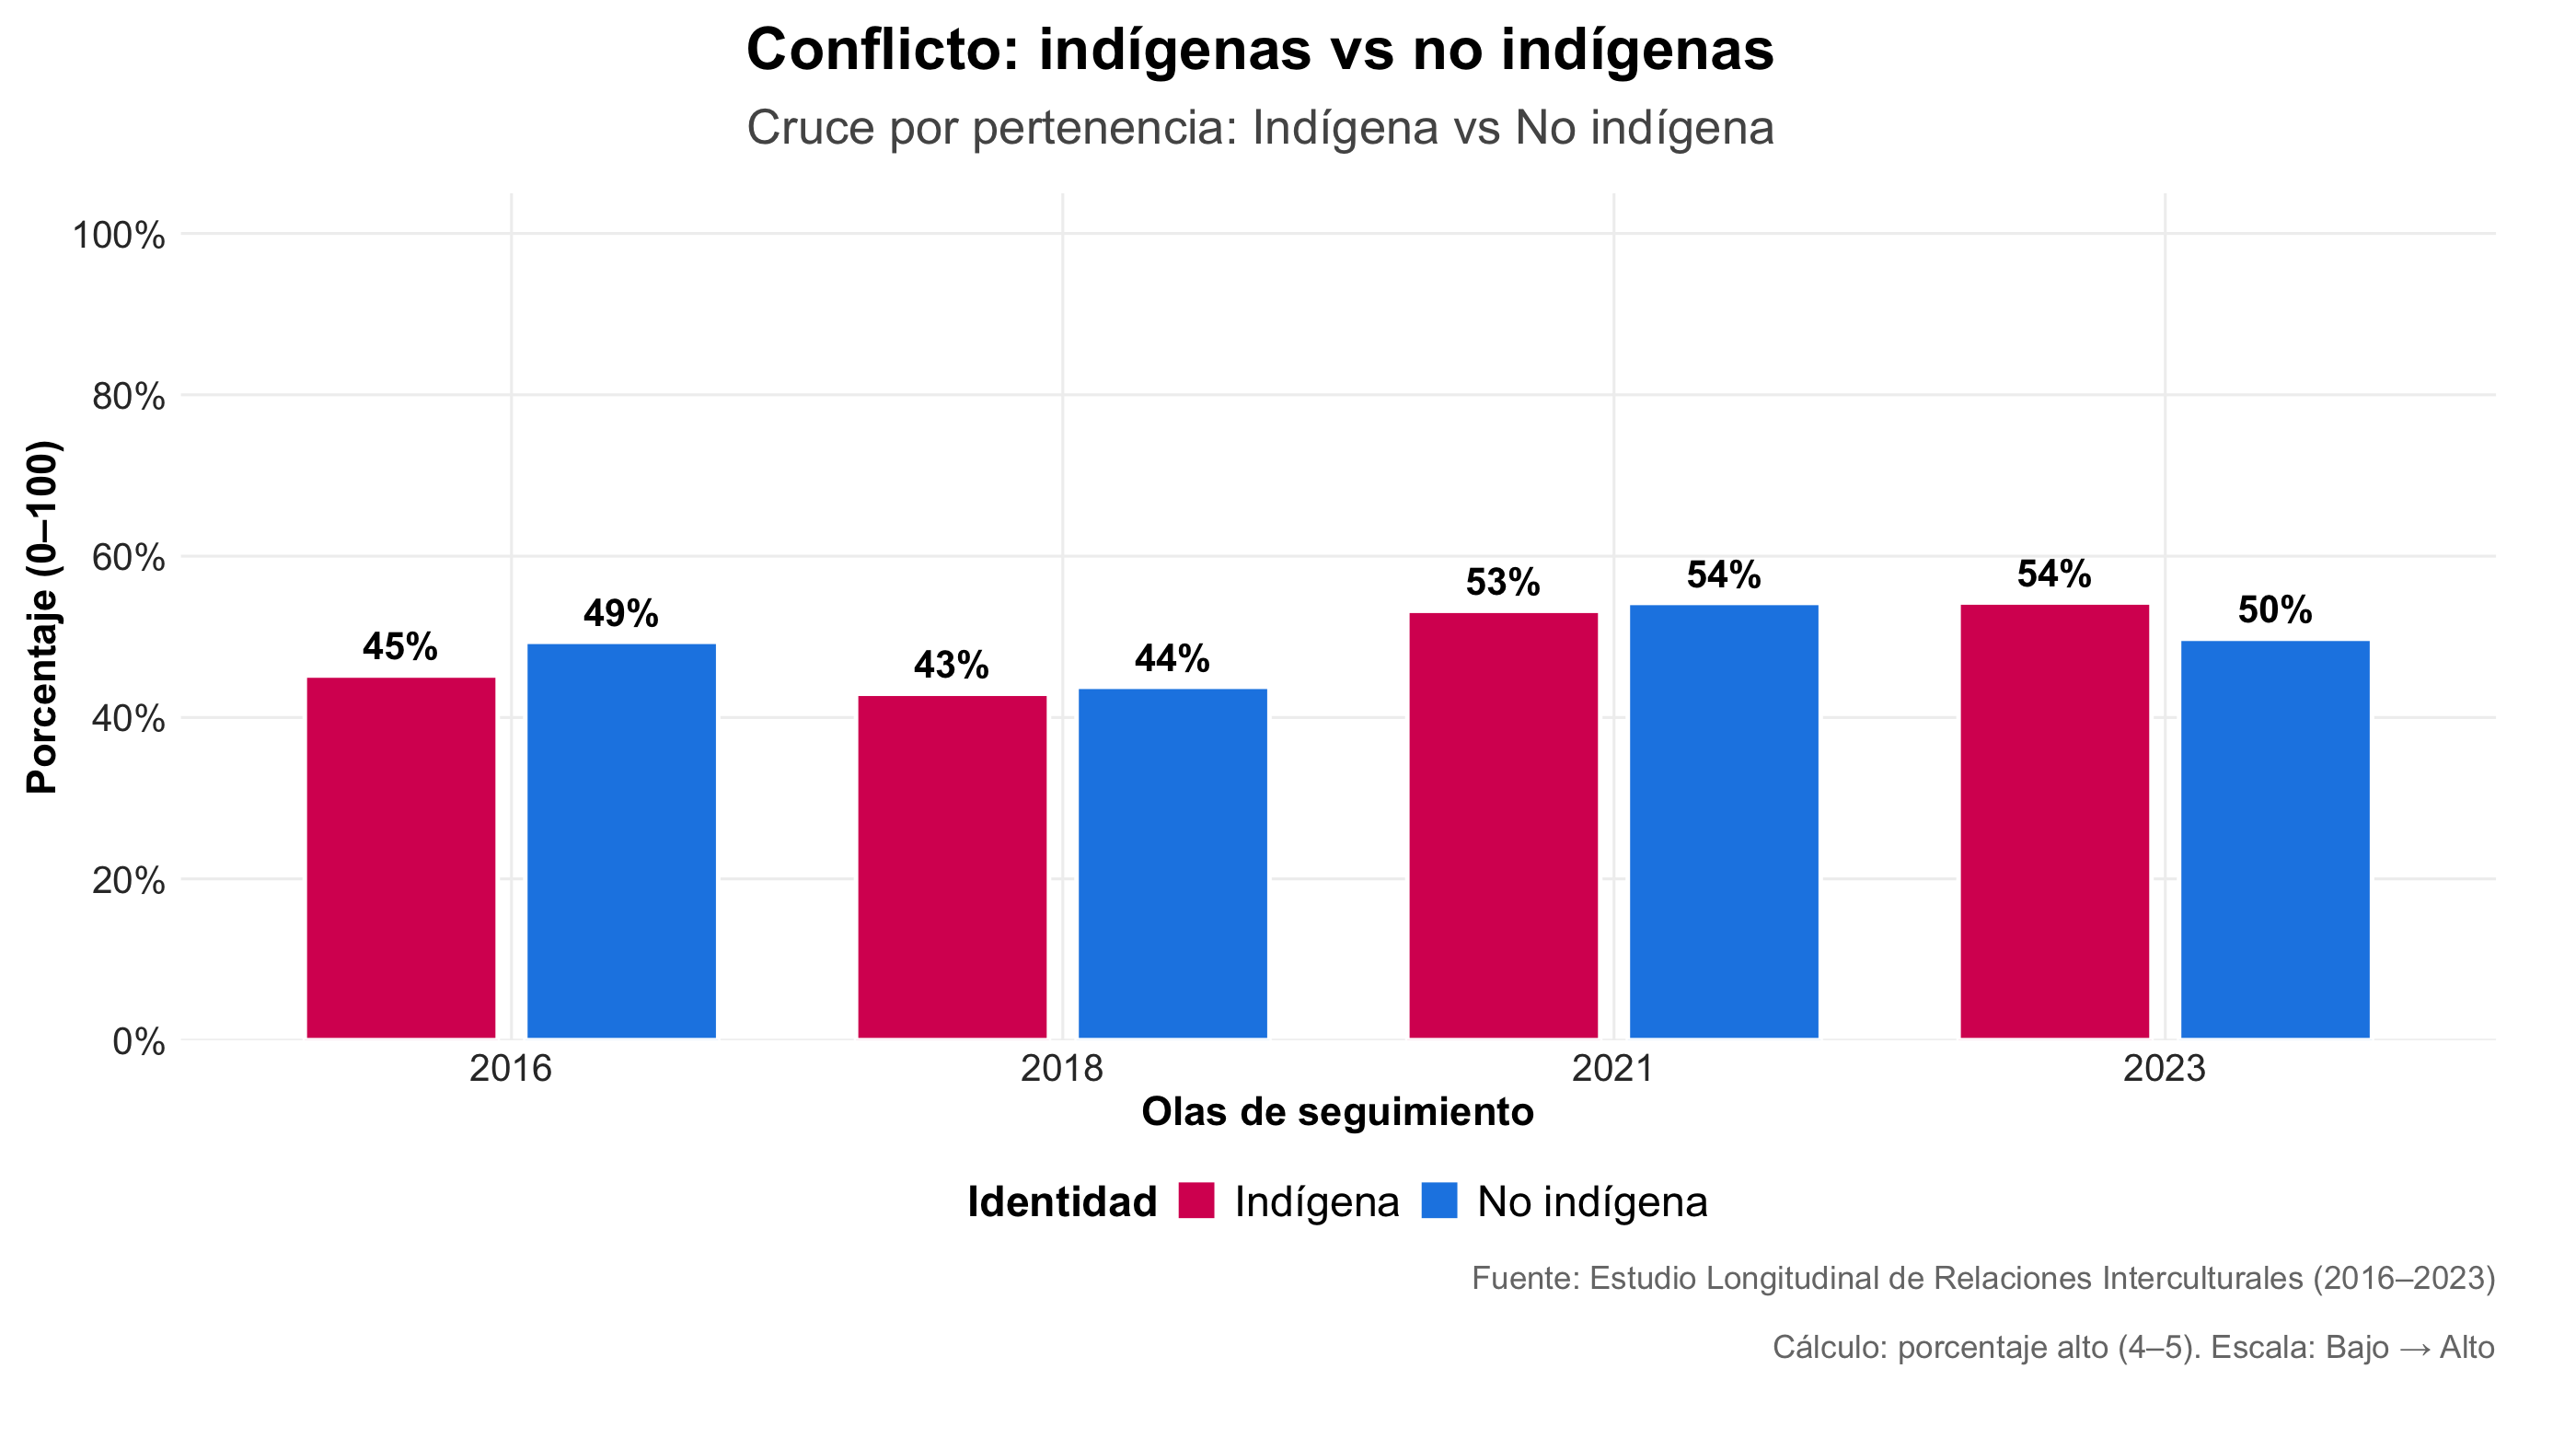 Conflicto: indígenas vs no indígenas
Cruce por pertenencia: Indígena vs No indígena
Porcentaje (0–100)
100%
80%
60%
40%
20%
0%
45%
49%
43%
44%
53%
54%
54%
50%
2016
2018
2021
2023
Olas de seguimiento
Identidad Indígena No indígena
Fuente: Estudio Longitudinal de Relaciones Interculturales (2016–2023)
Cálculo: porcentaje alto (4–5). Escala: Bajo → Alto